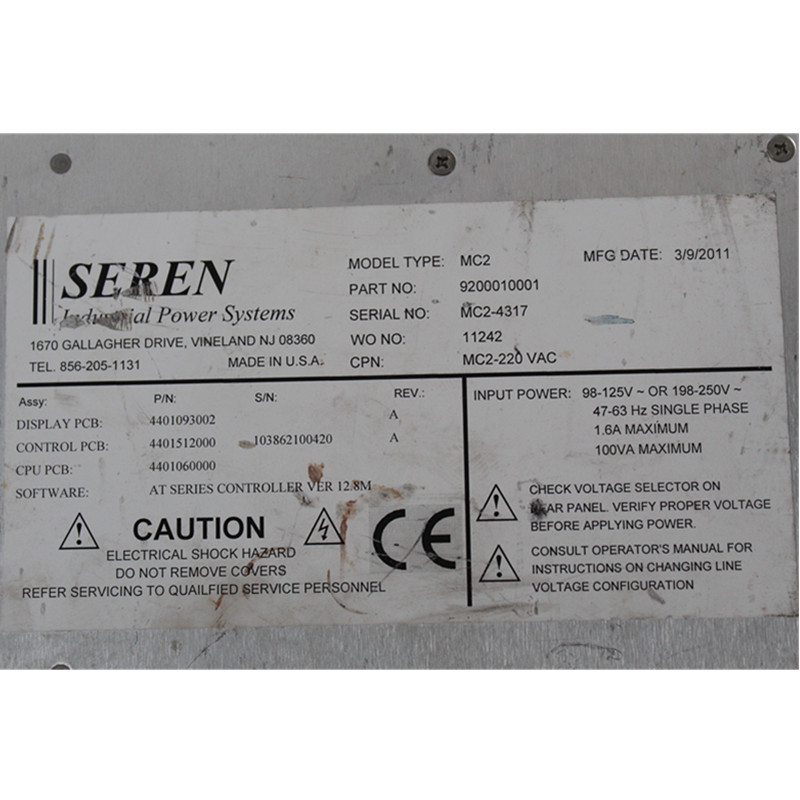 SEREN
Industrial Power Systems
1670 GALLAGHER DRIVE, VINELAND NJ 08360
TEL. 856-205-1131 MADE IN U.S.A.
MODEL TYPE: MC2 MFG DATE: 3/9/2011
PART NO: 9200010001
SERIAL NO: MC2-4317
WO NO: 11242
CPN: MC2-220 VAC
Assy: P/N: S/N: REV.:
DISPLAY PCB: 4401093002 A
CONTROL PCB: 4401512000 103862100420 A
CPU PCB: 4401060000
SOFTWARE: AT SERIES CONTROLLER VER 12.8M
CAUTION
ELECTRICAL SHOCK HAZARD
DO NOT REMOVE COVERS
REFER SERVICING TO QUAILFIED SERVICE PERSONNEL
CE
INPUT POWER: 98-125V ~ OR 198-250V ~
47-63 Hz SINGLE PHASE
1.6A MAXIMUM
100VA MAXIMUM
CHECK VOLTAGE SELECTOR ON
REAR PANEL. VERIFY PROPER VOLTAGE
BEFORE APPLYING POWER.
CONSULT OPERATOR'S MANUAL FOR
INSTRUCTIONS ON CHANGING LINE
VOLTAGE CONFIGURATION